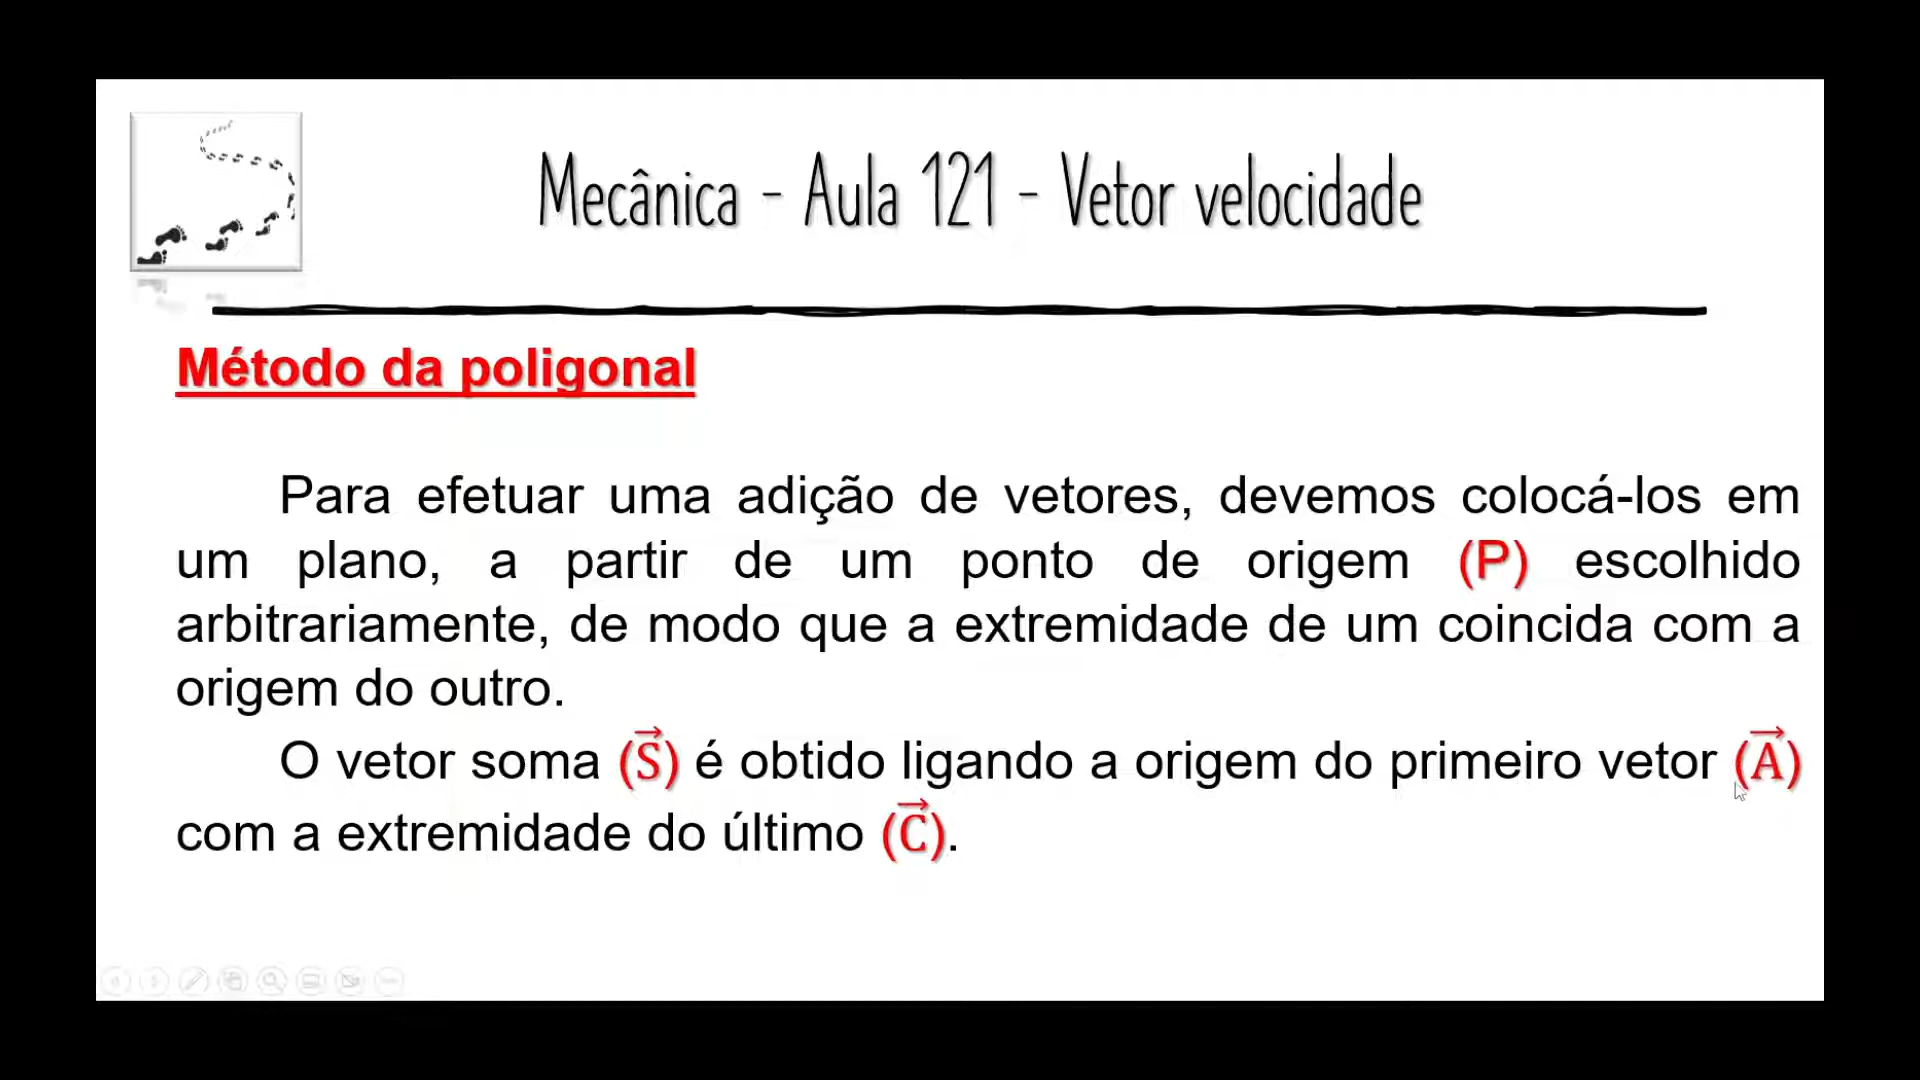 Mecânica - Aula 121 - Vetor velocidade
Método da poligonal
Para efetuar uma adição de vetores, devemos colocá-los em
um plano, a partir de um ponto de origem (P) escolhido
arbitrariamente, de modo que a extremidade de um coincida com a
origem do outro.
O vetor soma (S⃗) é obtido ligando a origem do primeiro vetor (A⃗)
com a extremidade do último (C⃗).